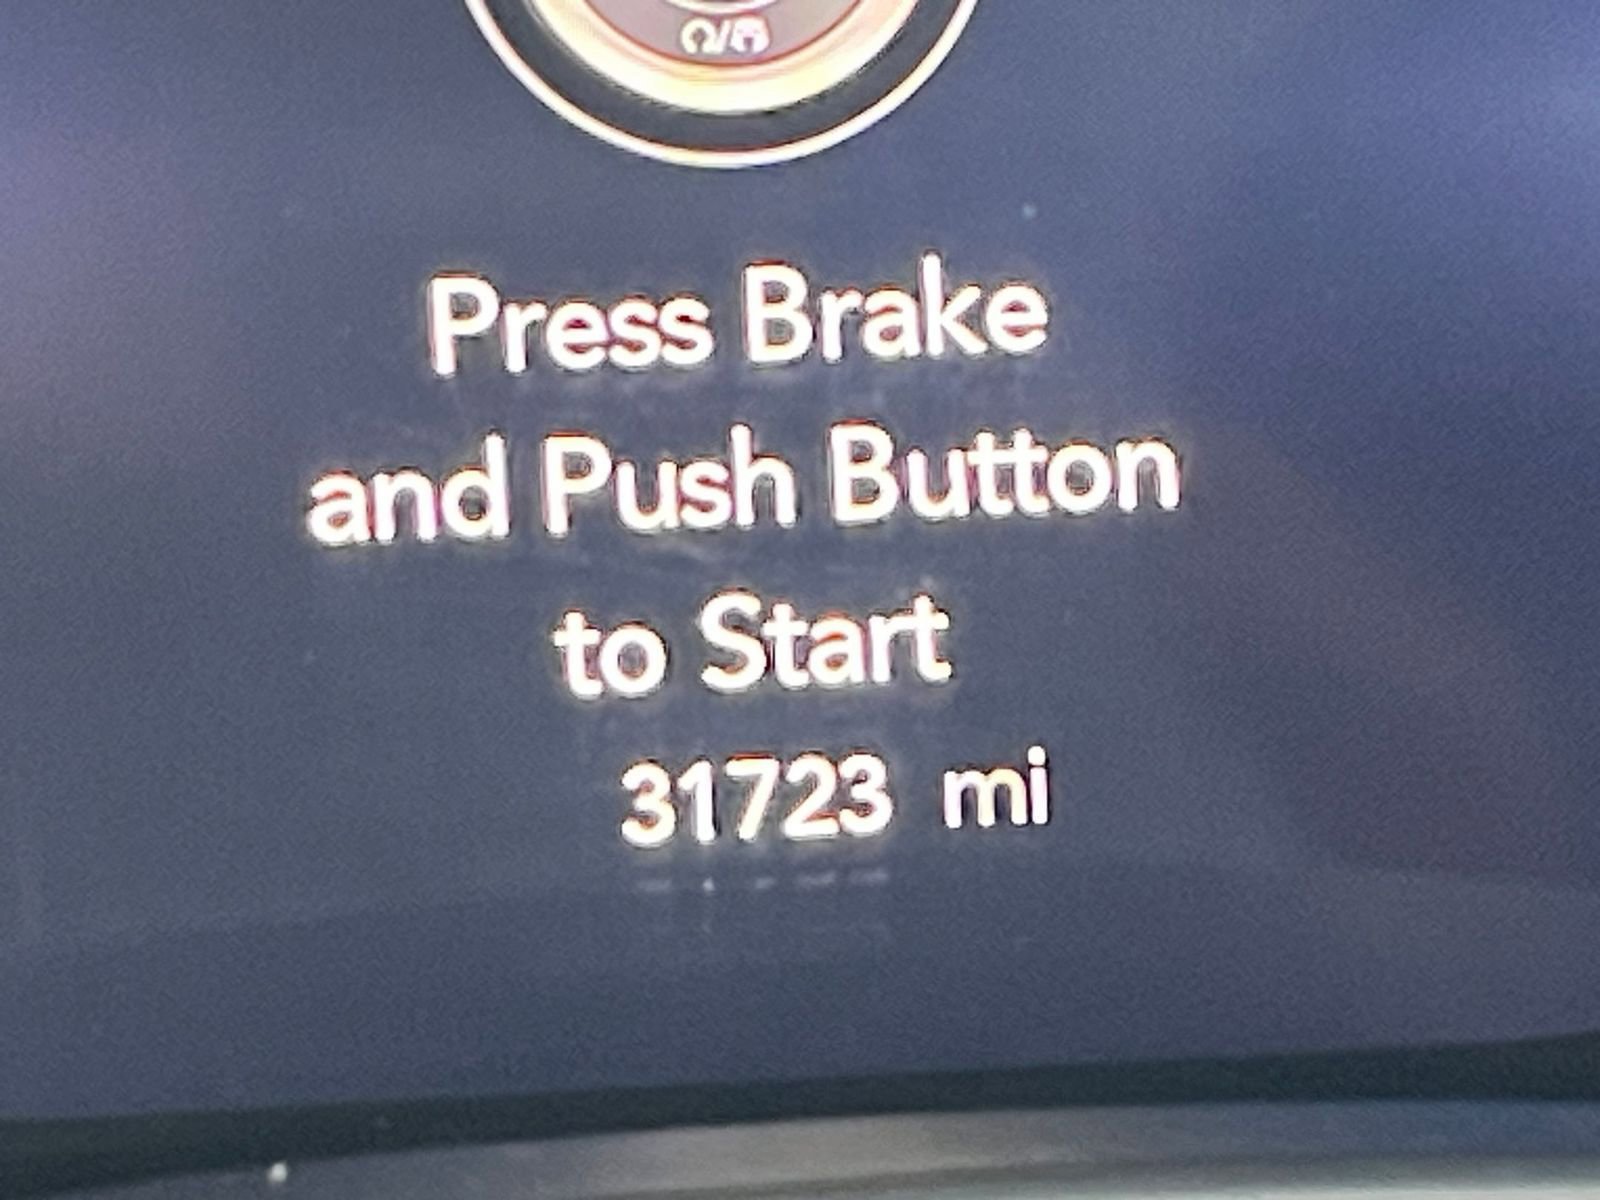 Press Brake
and Push Button
to Start
31723 mi